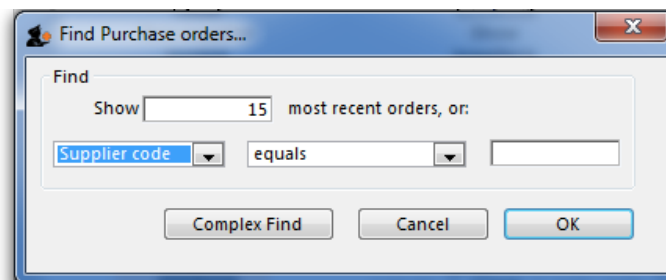 Find Purchase orders...
Find
Show 15 most recent orders, or:
Supplier code equals
Complex Find Cancel OK